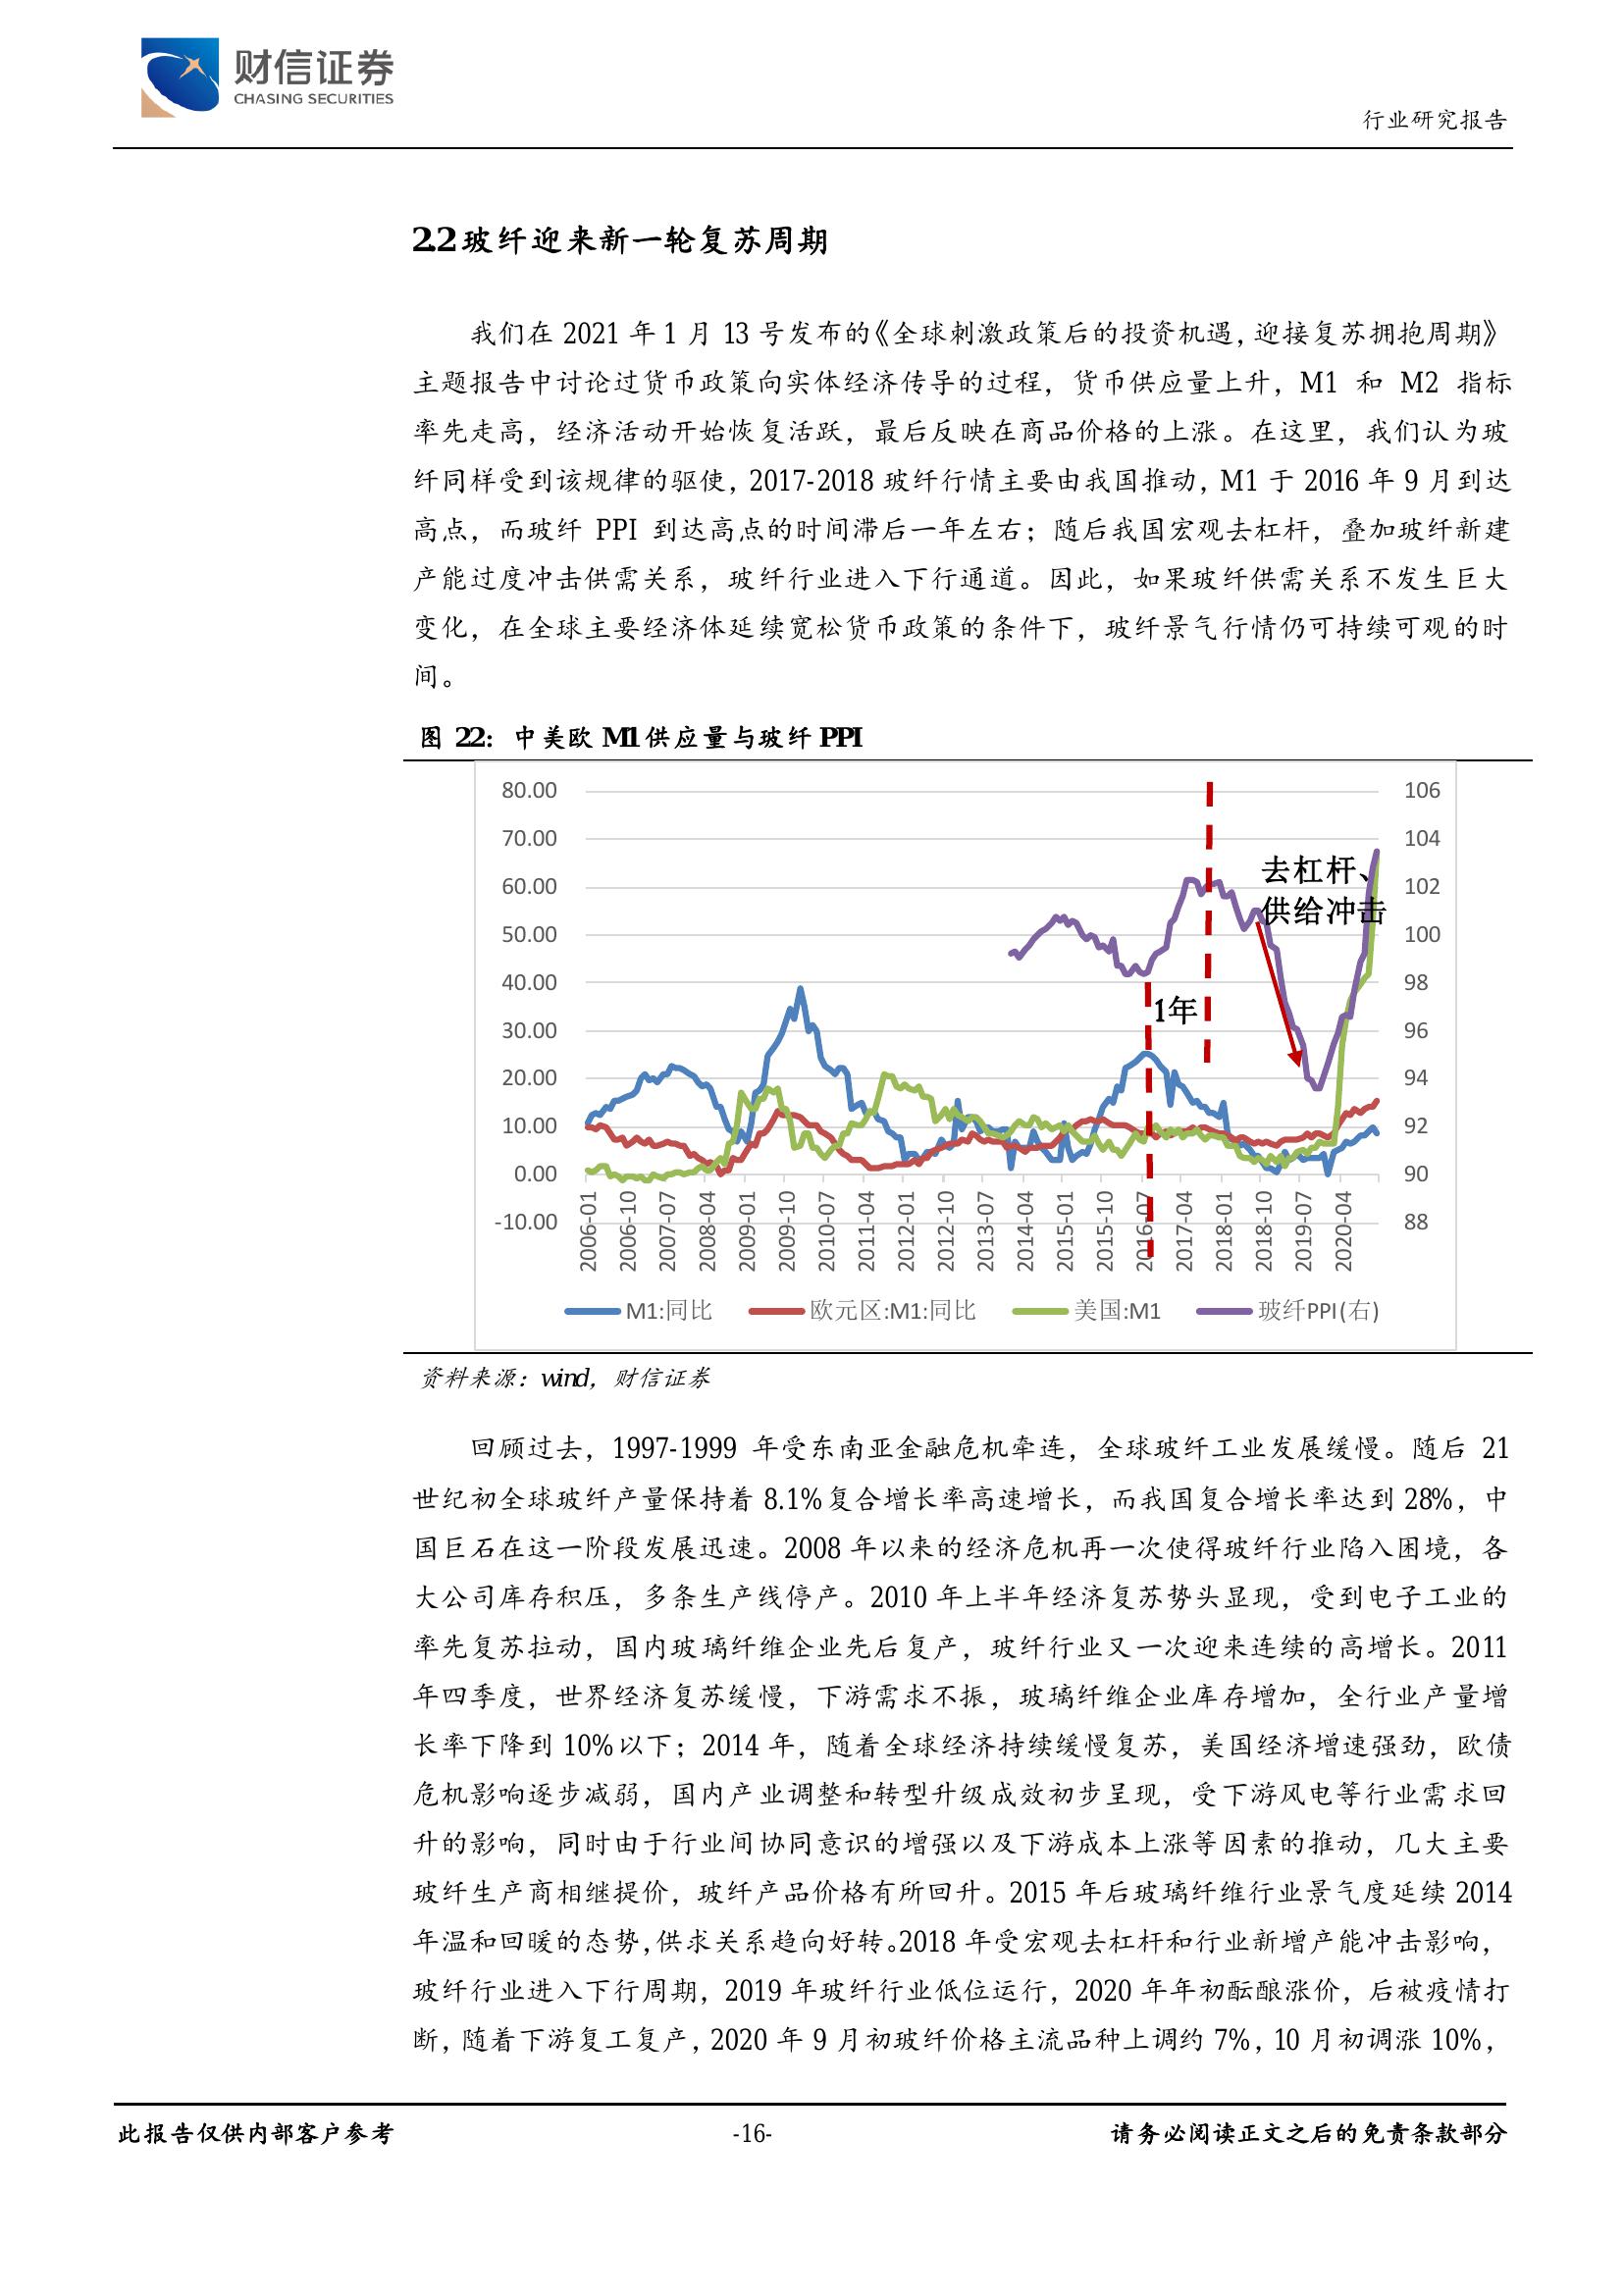 财信证券
CHASING SECURITIES
行业研究报告
2.2 玻纤迎来新一轮复苏周期
我们在 2021 年 1 月 13 号发布的《全球刺激政策后的投资机遇，迎接复苏拥抱周期》
主题报告中讨论过货币政策向实体经济传导的过程，货币供应量上升，M1 和 M2 指标
率先走高，经济活动开始恢复活跃，最后反映在商品价格的上涨。在这里，我们认为玻
纤同样受到该规律的驱使，2017-2018 玻纤行情主要由我国推动，M1 于 2016 年 9 月到达
高点，而玻纤 PPI 到达高点的时间滞后一年左右；随后我国宏观去杠杆，叠加玻纤新建
产能过度冲击供需关系，玻纤行业进入下行通道。因此，如果玻纤供需关系不发生巨大
变化，在全球主要经济体延续宽松货币政策的条件下，玻纤景气行情仍可持续可观的时
间。
图 22：中美欧 M1 供应量与玻纤 PPI
80.00
70.00
60.00
50.00
40.00
30.00
20.00
10.00
0.00
-10.00
106
104
102
100
98
96
94
92
90
88
去杠杆、
供给冲击
1年
2006-01
2006-10
2007-07
2008-04
2009-01
2009-10
2010-07
2011-04
2012-01
2012-10
2013-07
2014-04
2015-01
2015-10
2016-07
2017-04
2018-01
2018-10
2019-07
2020-04
M1:同比 欧元区:M1:同比 美国:M1 玻纤PPI(右)
资料来源：wind，财信证券
回顾过去，1997-1999 年受东南亚金融危机牵连，全球玻纤工业发展缓慢。随后 21
世纪初全球玻纤产量保持着 8.1%复合增长率高速增长，而我国复合增长率达到 28%，中
国巨石在这一阶段发展迅速。2008 年以来的经济危机再一次使得玻纤行业陷入困境，各
大公司库存积压，多条生产线停产。2010 年上半年经济复苏势头显现，受到电子工业的
率先复苏拉动，国内玻璃纤维企业先后复产，玻纤行业又一次迎来连续的高增长。2011
年四季度，世界经济复苏缓慢，下游需求不振，玻璃纤维企业库存增加，全行业产量增
长率下降到 10%以下；2014 年，随着全球经济持续缓慢复苏，美国经济增速强劲，欧债
危机影响逐步减弱，国内产业调整和转型升级成效初步呈现，受下游风电等行业需求回
升的影响，同时由于行业间协同意识的增强以及下游成本上涨等因素的推动，几大主要
玻纤生产商相继提价，玻纤产品价格有所回升。2015 年后玻璃纤维行业景气度延续 2014
年温和回暖的态势，供求关系趋向好转。2018 年受宏观去杠杆和行业新增产能冲击影响，
玻纤行业进入下行周期，2019 年玻纤行业低位运行，2020 年年初酝酿涨价，后被疫情打
断，随着下游复工复产，2020 年 9 月初玻纤价格主流品种上调约 7%，10 月初调涨 10%，
此报告仅供内部客户参考
-16-
请务必阅读正文之后的免责条款部分